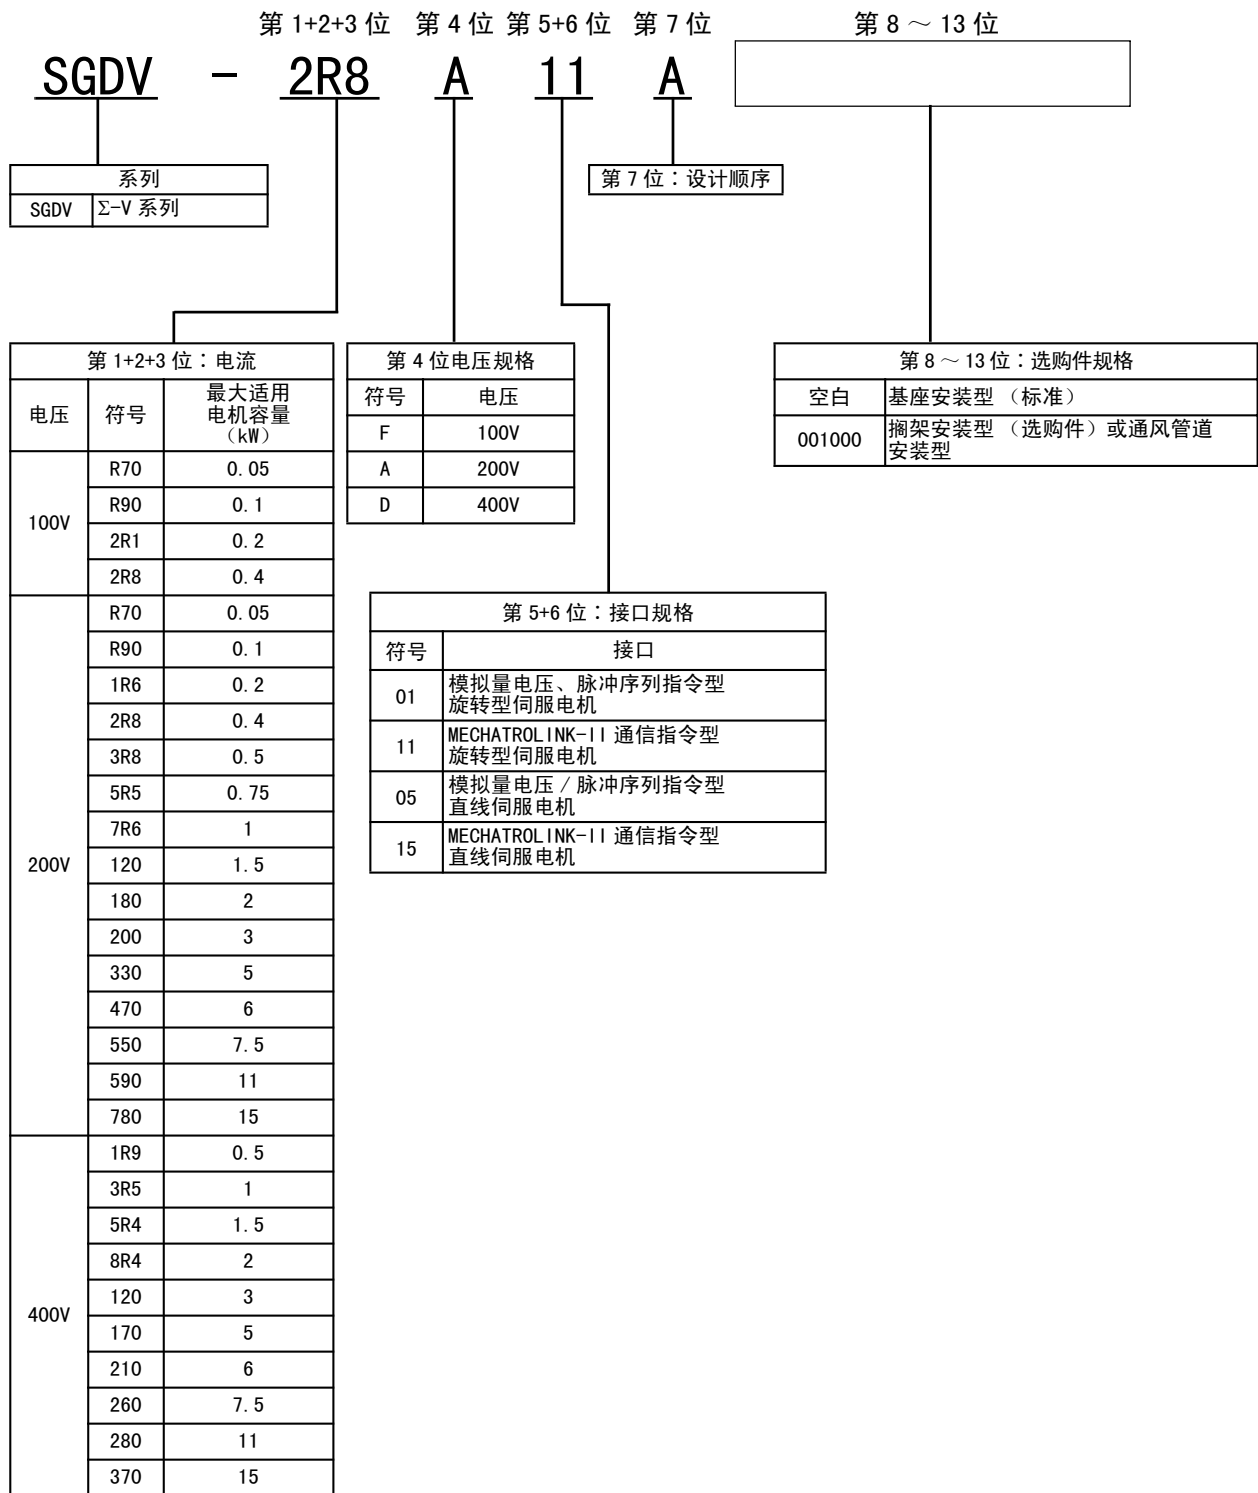 第 1+2+3 位 第 4 位 第 5+6 位 第 7 位 第 8 ～ 13 位
SGDV - 2R8 A 11 A
系列
SGDV Σ-V 系列
第 7 位：设计顺序
第 1+2+3 位：电流
电压 符号 最大适用
电机容量
（kW）
100V
R70 0.05
R90 0.1
2R1 0.2
2R8 0.4
200V
R70 0.05
R90 0.1
1R6 0.2
2R8 0.4
3R8 0.5
5R5 0.75
7R6 1
120 1.5
180 2
200 3
330 5
470 6
550 7.5
590 11
780 15
400V
1R9 0.5
3R5 1
5R4 1.5
8R4 2
120 3
170 5
210 6
260 7.5
280 11
370 15
第 4 位电压规格
符号 电压
F 100V
A 200V
D 400V
第 5+6 位：接口规格
符号 接口
01 模拟量电压、脉冲序列指令型
旋转型伺服电机
11 MECHATROLINK-II 通信指令型
旋转型伺服电机
05 模拟量电压 / 脉冲序列指令型
直线伺服电机
15 MECHATROLINK-II 通信指令型
直线伺服电机
第 8 ～ 13 位：选购件规格
空白 基座安装型 （标准）
001000 搁架安装型 （选购件）或通风管道
安装型